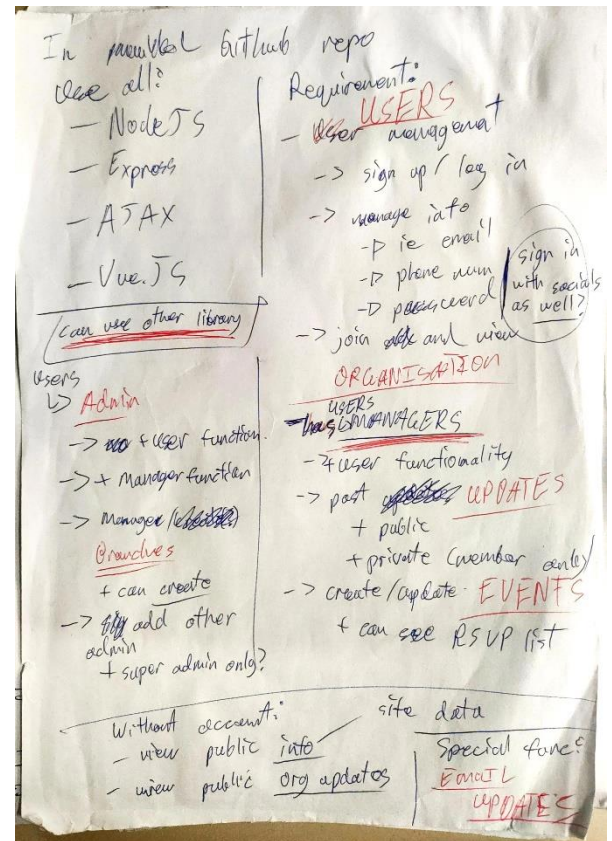 In provided GitHub repo
Use all:
- NodeJS
- Express
- AJAX
- Vue.JS
can use other library
Users
↳ Admin
-> + User function
-> + Manager function
-> Manage /
Branches
+ can create
-> add other
admin
+ super admin only?
Requirement:
USERS
- User management
-> sign up / log in
-> manage info
-▷ ie email
-▷ phone num
-▷ password
sign in
with socials
as well?
-> join and view
ORGANISATION
USERS
↳ MANAGERS
-> + user functionality
-> post UPDATES
+ public
+ private (member only)
-> create/update EVENTS
+ can see RSVP list
Without account:
- view public info
site data
- view public org updates
Special func:
EMAIL
UPDATES